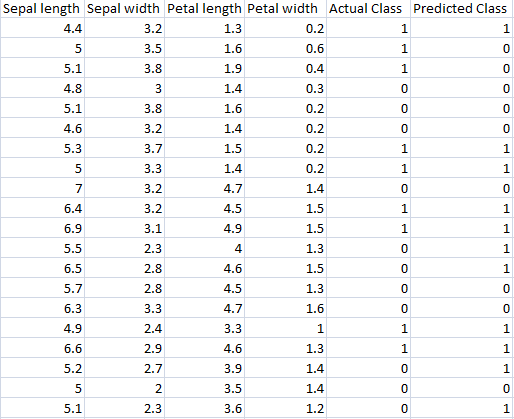 Sepal length Sepal width Petal length Petal width Actual Class Predicted Class
4.4 3.2 1.3 0.2 1 1
5 3.5 1.6 0.6 1 0
5.1 3.8 1.9 0.4 1 0
4.8 3 1.4 0.3 0 0
5.1 3.8 1.6 0.2 0 0
4.6 3.2 1.4 0.2 0 0
5.3 3.7 1.5 0.2 1 1
5 3.3 1.4 0.2 1 1
7 3.2 4.7 1.4 0 0
6.4 3.2 4.5 1.5 1 1
6.9 3.1 4.9 1.5 1 1
5.5 2.3 4 1.3 0 1
6.5 2.8 4.6 1.5 0 1
5.7 2.8 4.5 1.3 0 0
6.3 3.3 4.7 1.6 0 0
4.9 2.4 3.3 1 1 1
6.6 2.9 4.6 1.3 1 1
5.2 2.7 3.9 1.4 0 1
5 2 3.5 1.4 0 0
5.1 2.3 3.6 1.2 0 1